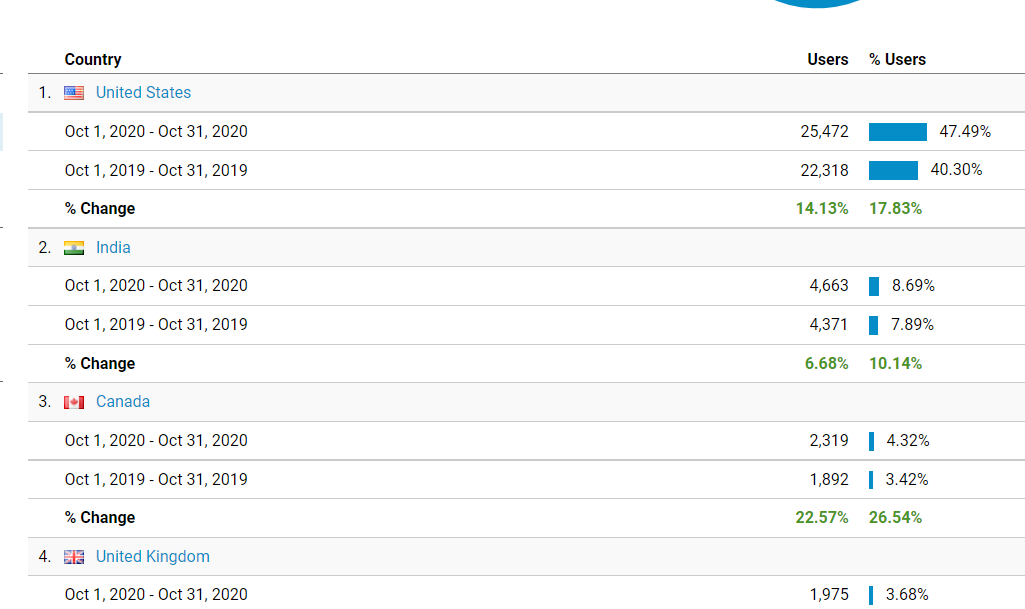 Country Users % Users
1. United States
Oct 1, 2020 - Oct 31, 2020 25,472 47.49%
Oct 1, 2019 - Oct 31, 2019 22,318 40.30%
% Change 14.13% 17.83%
2. India
Oct 1, 2020 - Oct 31, 2020 4,663 8.69%
Oct 1, 2019 - Oct 31, 2019 4,371 7.89%
% Change 6.68% 10.14%
3. Canada
Oct 1, 2020 - Oct 31, 2020 2,319 4.32%
Oct 1, 2019 - Oct 31, 2019 1,892 3.42%
% Change 22.57% 26.54%
4. United Kingdom
Oct 1, 2020 - Oct 31, 2020 1,975 3.68%